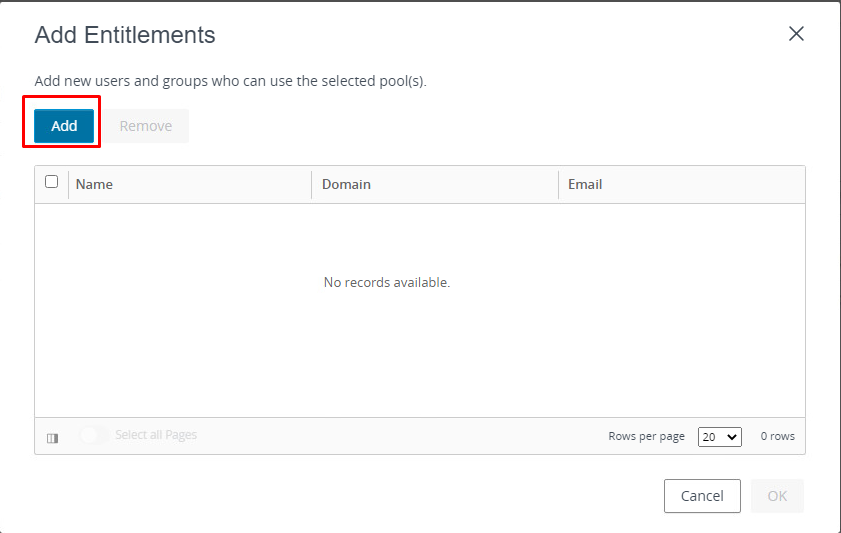 Add Entitlements
Add new users and groups who can use the selected pool(s).
Add Remove
Name Domain Email
No records available.
Select all Pages Rows per page 20 0 rows
Cancel OK